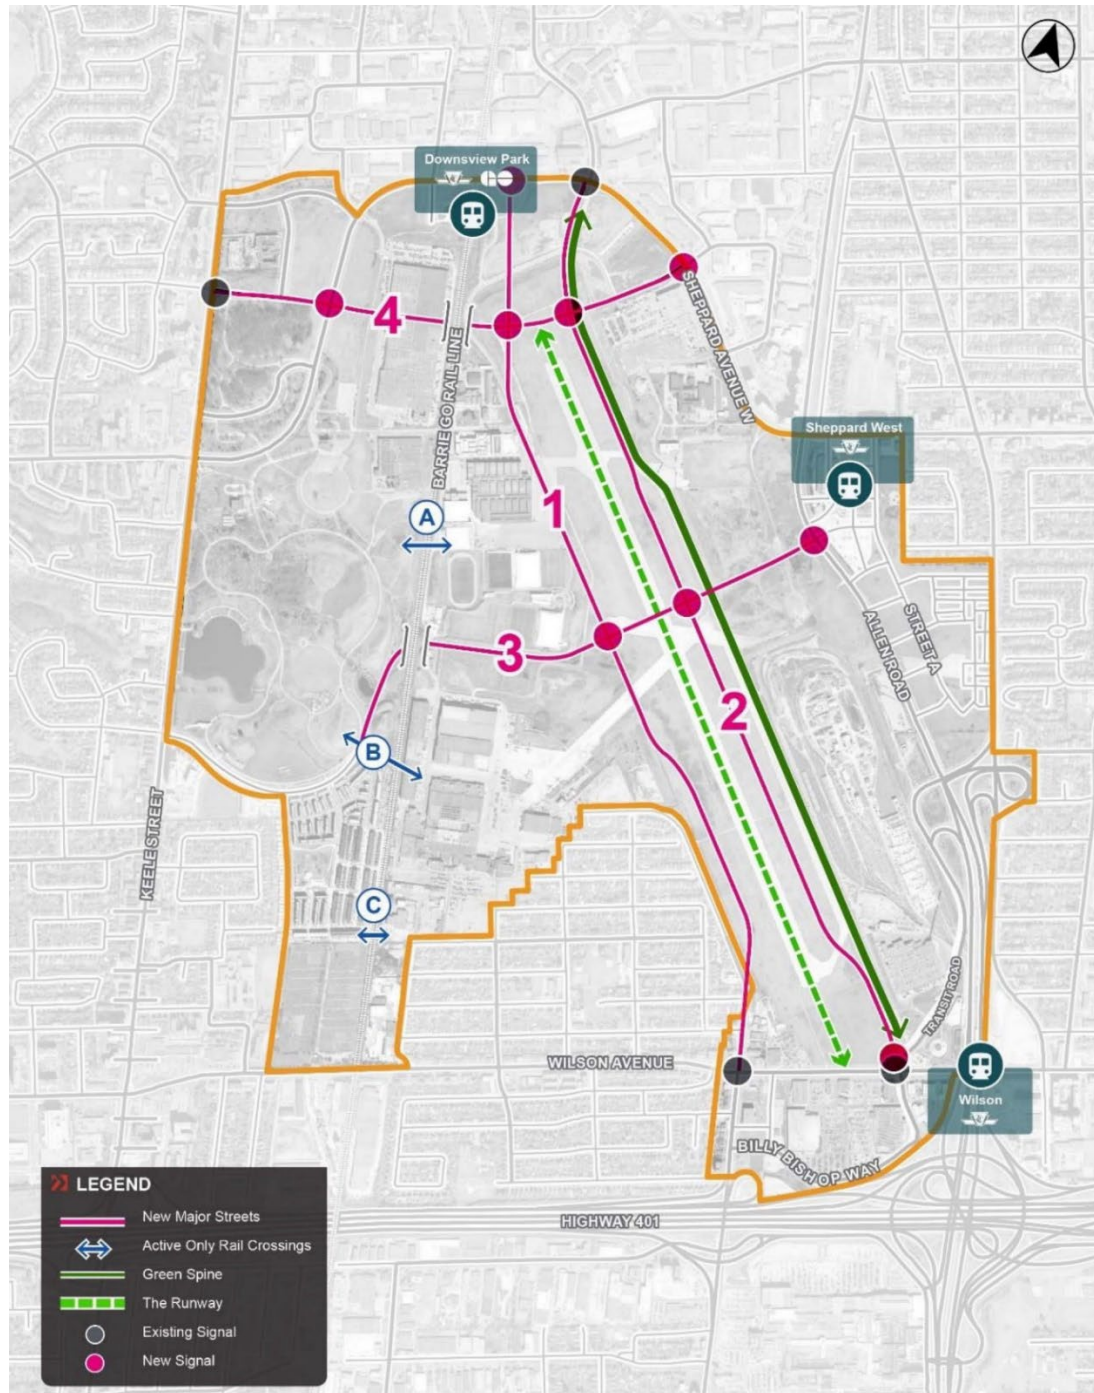 Downsview Park
4
BARRIE GO RAIL LINE
SHEPPARD AVENUE W
Sheppard West
A
1
3
2
ALLEN ROAD
STREET A
B
KEELE STREET
C
TRANSIT ROAD
WILSON AVENUE
Wilson
BILLY BISHOP WAY
HIGHWAY 401
LEGEND
New Major Streets
Active Only Rail Crossings
Green Spine
The Runway
Existing Signal
New Signal